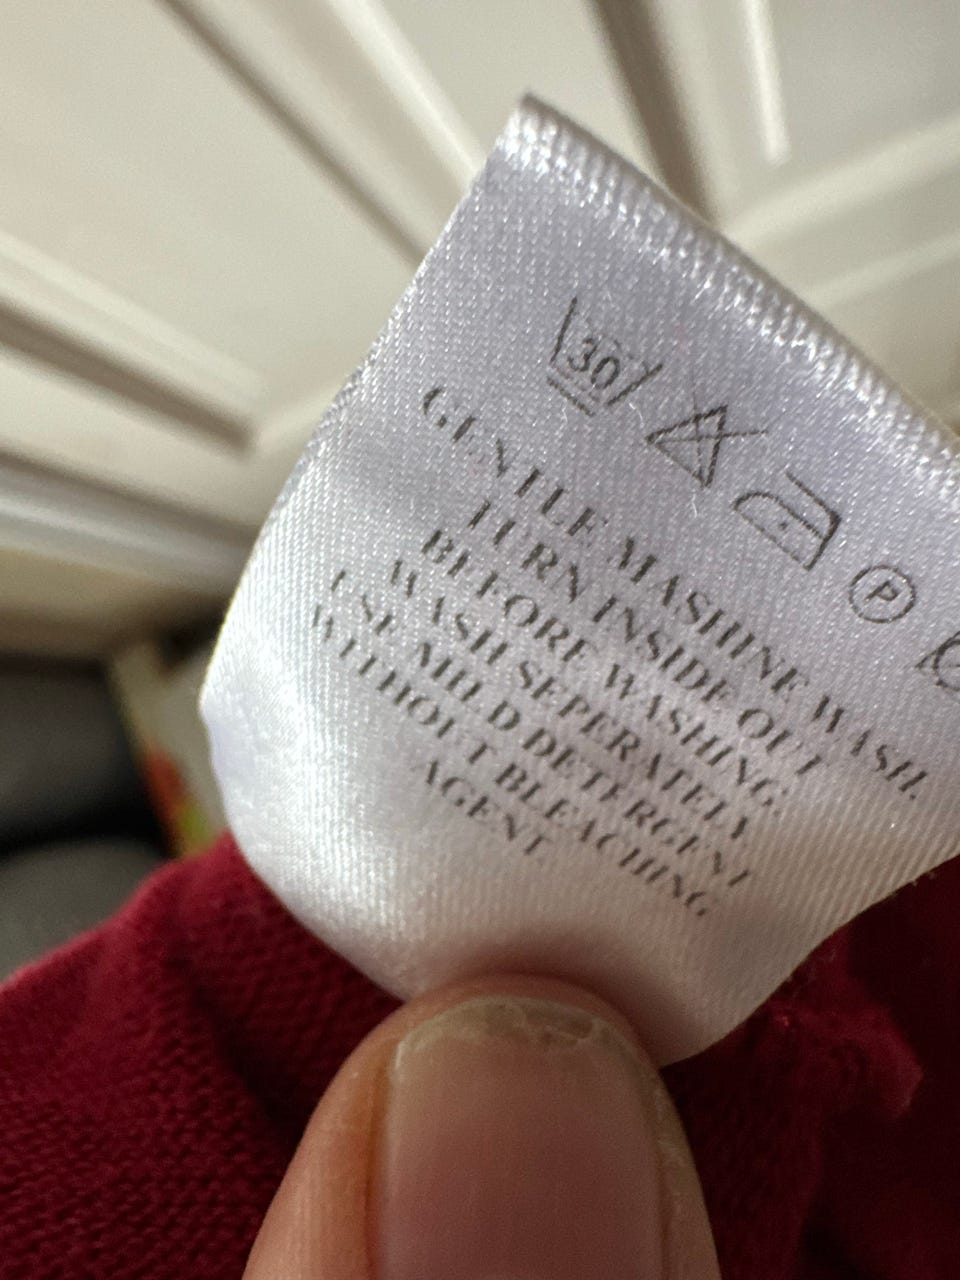 30
P
GENTLE MASHINE WASH.
TURN INSIDE OUT
BEFORE WASHING.
WASH SEPERATELY.
USE MILD DETERGENT
WITHOUT BLEACHING
AGENT.